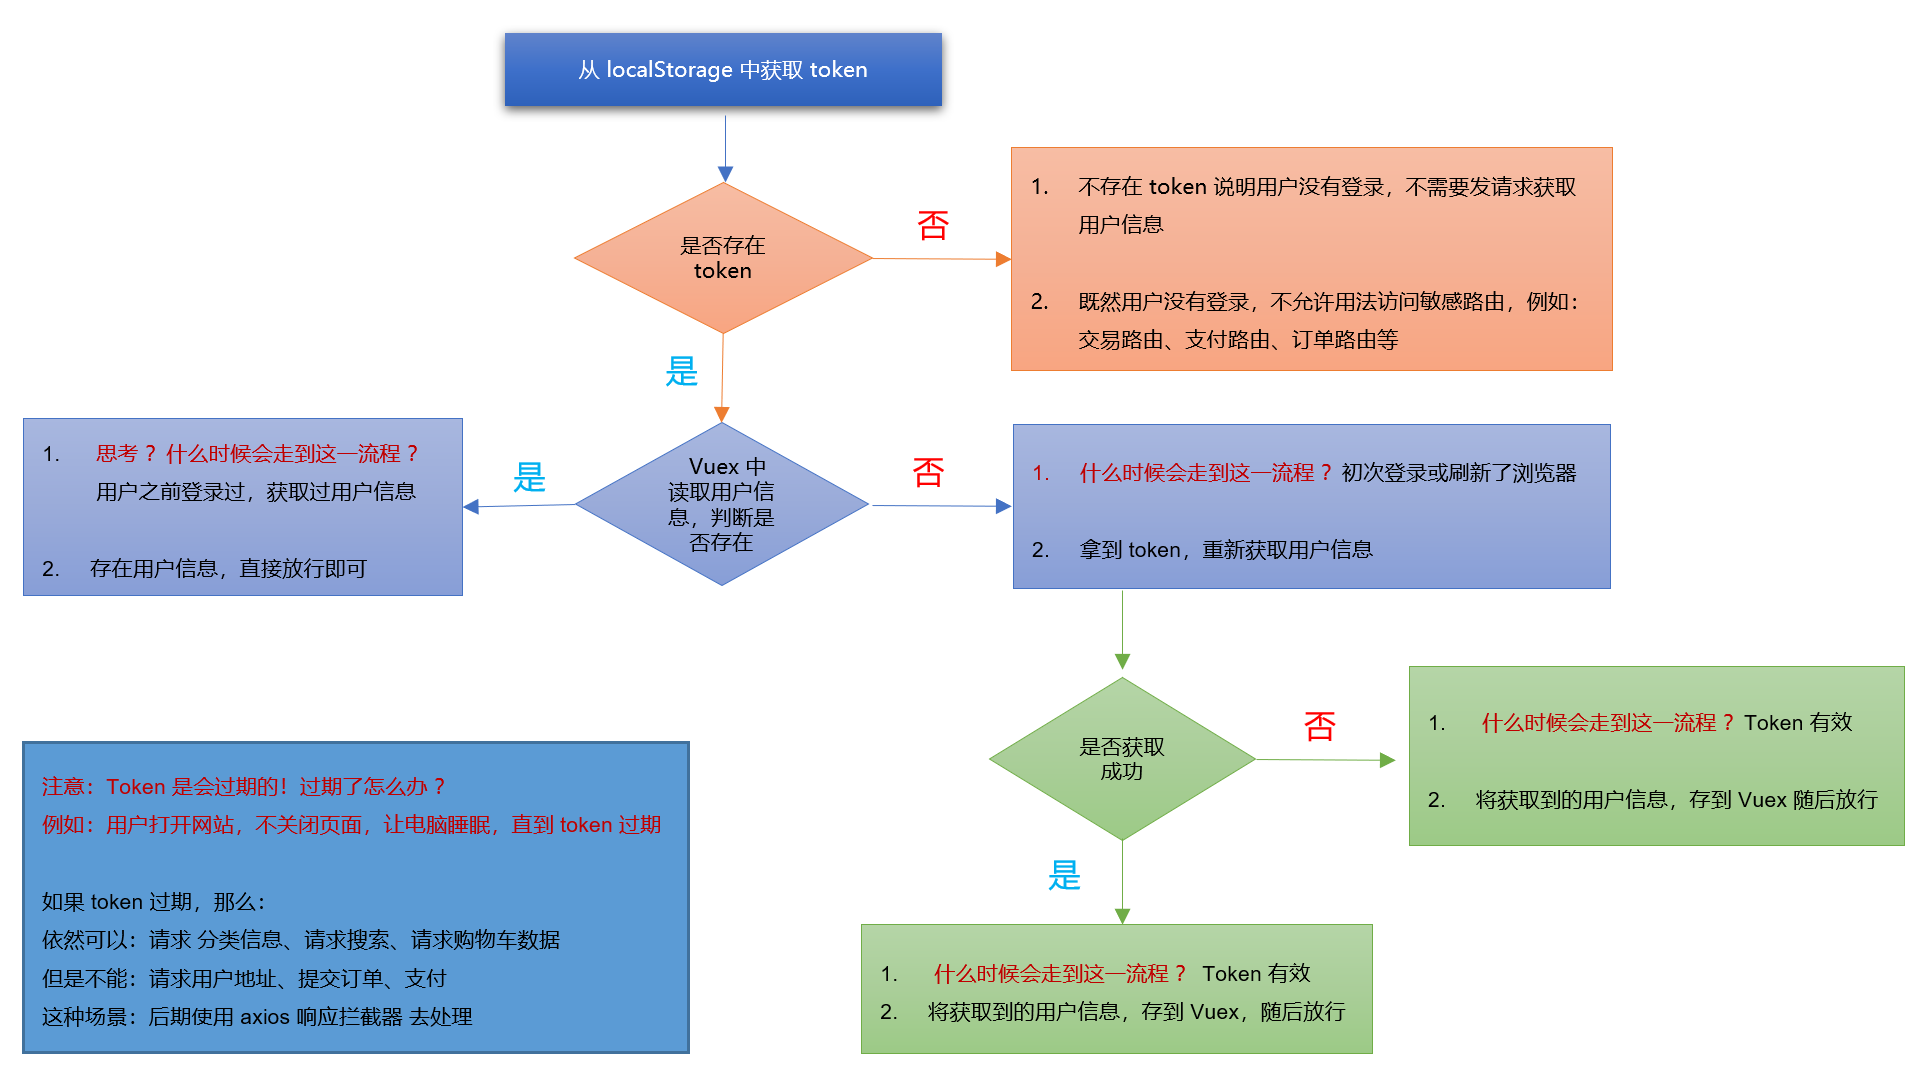 从 localStorage 中获取 token
是否存在
token
否
1. 不存在 token 说明用户没有登录，不需要发请求获取
用户信息
2. 既然用户没有登录，不允许用法访问敏感路由，例如：
交易路由、支付路由、订单路由等
是
1. 思考？ 什么时候会走到这一流程？
用户之前登录过，获取过用户信息
2. 存在用户信息，直接放行即可
是
Vuex 中
读取用户信
息，判断是
否存在
否
1. 什么时候会走到这一流程？ 初次登录或刷新了浏览器
2. 拿到 token，重新获取用户信息
是否获取
成功
否
1. 什么时候会走到这一流程？ Token 有效
2. 将获取到的用户信息，存到 Vuex 随后放行
是
1. 什么时候会走到这一流程？ Token 有效
2. 将获取到的用户信息，存到 Vuex，随后放行
注意：Token 是会过期的！过期了怎么办？
例如：用户打开网站，不关闭页面，让电脑睡眠，直到 token 过期
如果 token 过期，那么：
依然可以：请求 分类信息、请求搜索、请求购物车数据
但是不能：请求用户地址、提交订单、支付
这种场景：后期使用 axios 响应拦截器 去处理